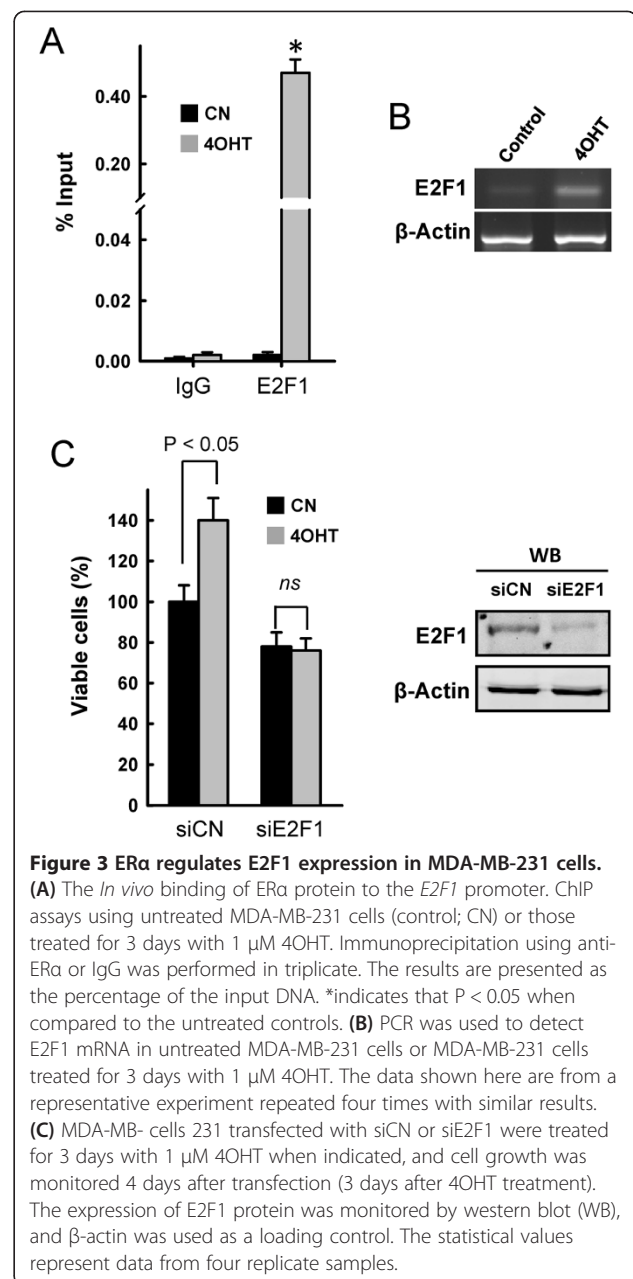 A
*
0.40
0.20
0.04
0.02
0.00
% Input
CN
4OHT
IgG
E2F1
B
Control
4OHT
E2F1
β-Actin
C
P < 0.05
CN
4OHT
ns
140
120
100
80
60
40
20
0
Viable cells (%)
siCN
siE2F1
WB
siCN siE2F1
E2F1
β-Actin
Figure 3 ERα regulates E2F1 expression in MDA-MB-231 cells.
(A) The In vivo binding of ERα protein to the E2F1 promoter. ChIP
assays using untreated MDA-MB-231 cells (control; CN) or those
treated for 3 days with 1 μM 4OHT. Immunoprecipitation using anti-
ERα or IgG was performed in triplicate. The results are presented as
the percentage of the input DNA. *indicates that P < 0.05 when
compared to the untreated controls. (B) PCR was used to detect
E2F1 mRNA in untreated MDA-MB-231 cells or MDA-MB-231 cells
treated for 3 days with 1 μM 4OHT. The data shown here are from a
representative experiment repeated four times with similar results.
(C) MDA-MB- cells 231 transfected with siCN or siE2F1 were treated
for 3 days with 1 μM 4OHT when indicated, and cell growth was
monitored 4 days after transfection (3 days after 4OHT treatment).
The expression of E2F1 protein was monitored by western blot (WB),
and β-actin was used as a loading control. The statistical values
represent data from four replicate samples.